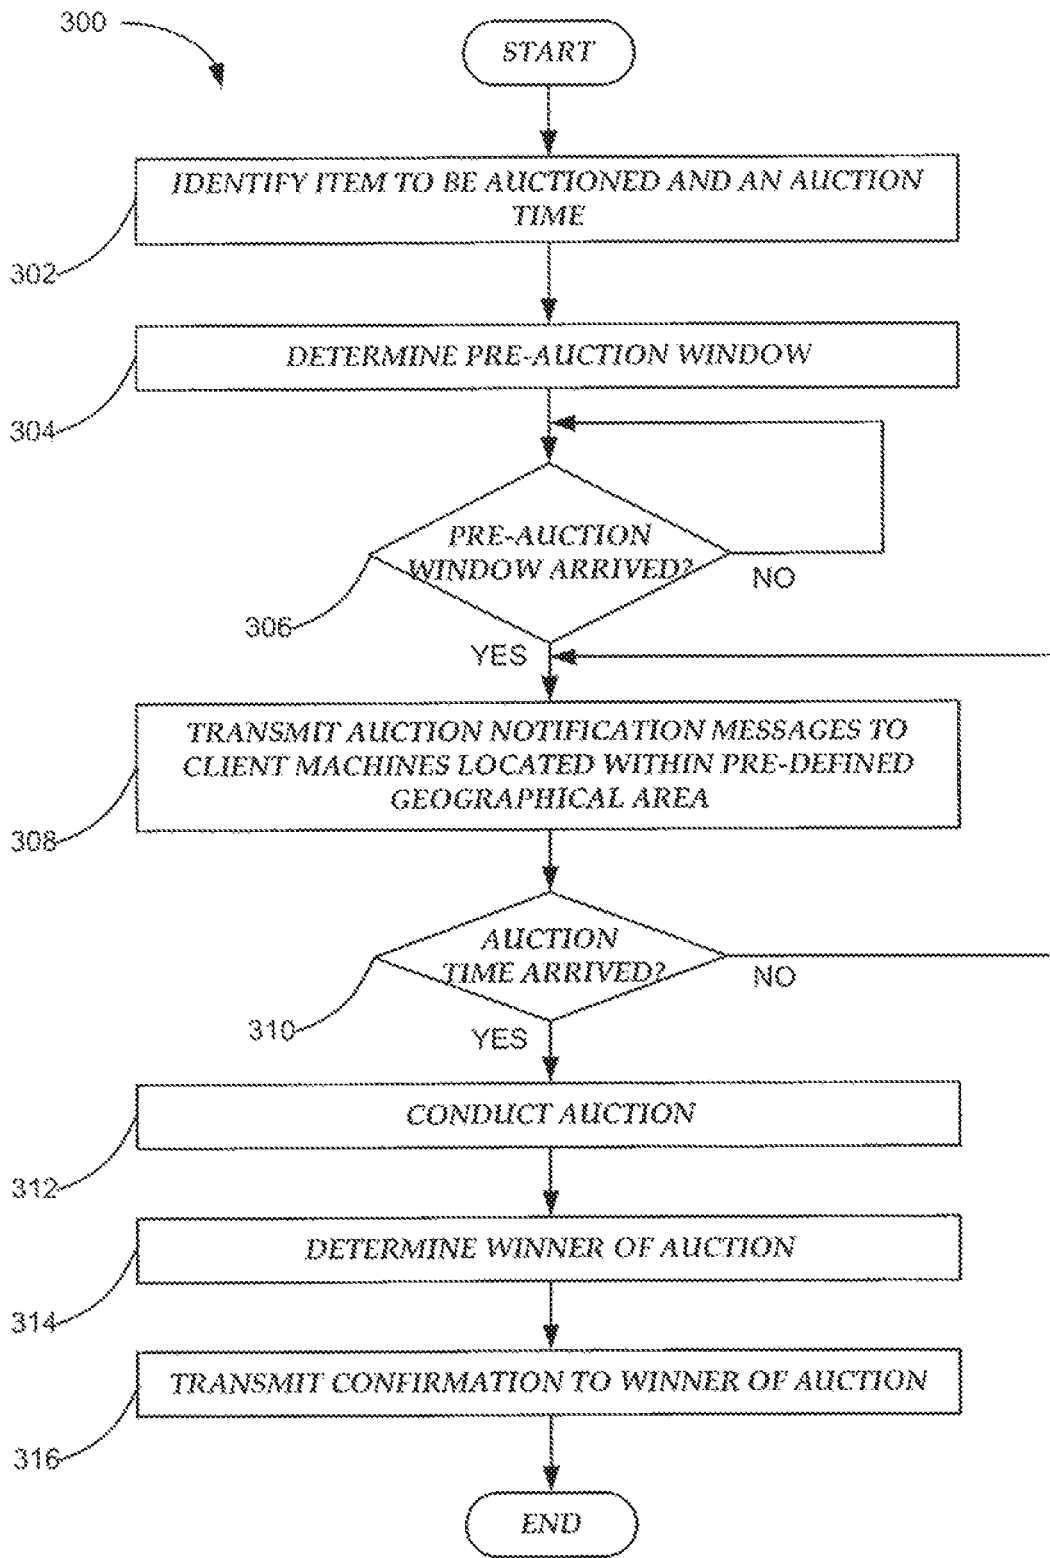 300
START
IDENTIFY ITEM TO BE AUCTIONED AND AN AUCTION
TIME
302
DETERMINE PRE-AUCTION WINDOW
304
PRE-AUCTION
WINDOW ARRIVED?
NO
306
YES
TRANSMIT AUCTION NOTIFICATION MESSAGES TO
CLIENT MACHINES LOCATED WITHIN PRE-DEFINED
GEOGRAPHICAL AREA
308
AUCTION
TIME ARRIVED?
NO
310
YES
CONDUCT AUCTION
312
DETERMINE WINNER OF AUCTION
314
TRANSMIT CONFIRMATION TO WINNER OF AUCTION
316
END